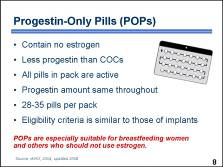 Progestin-Only Pills (POPs)
• Contain no estrogen
• Less progestin than COCs
• All pills in pack are active
• Progestin amount same throughout
• 28-35 pills per pack
• Eligibility criteria is similar to those of implants
POPs are especially suitable for breastfeeding women
and others who should not use estrogen.
Source: WHO, 2004, updated 2008
8